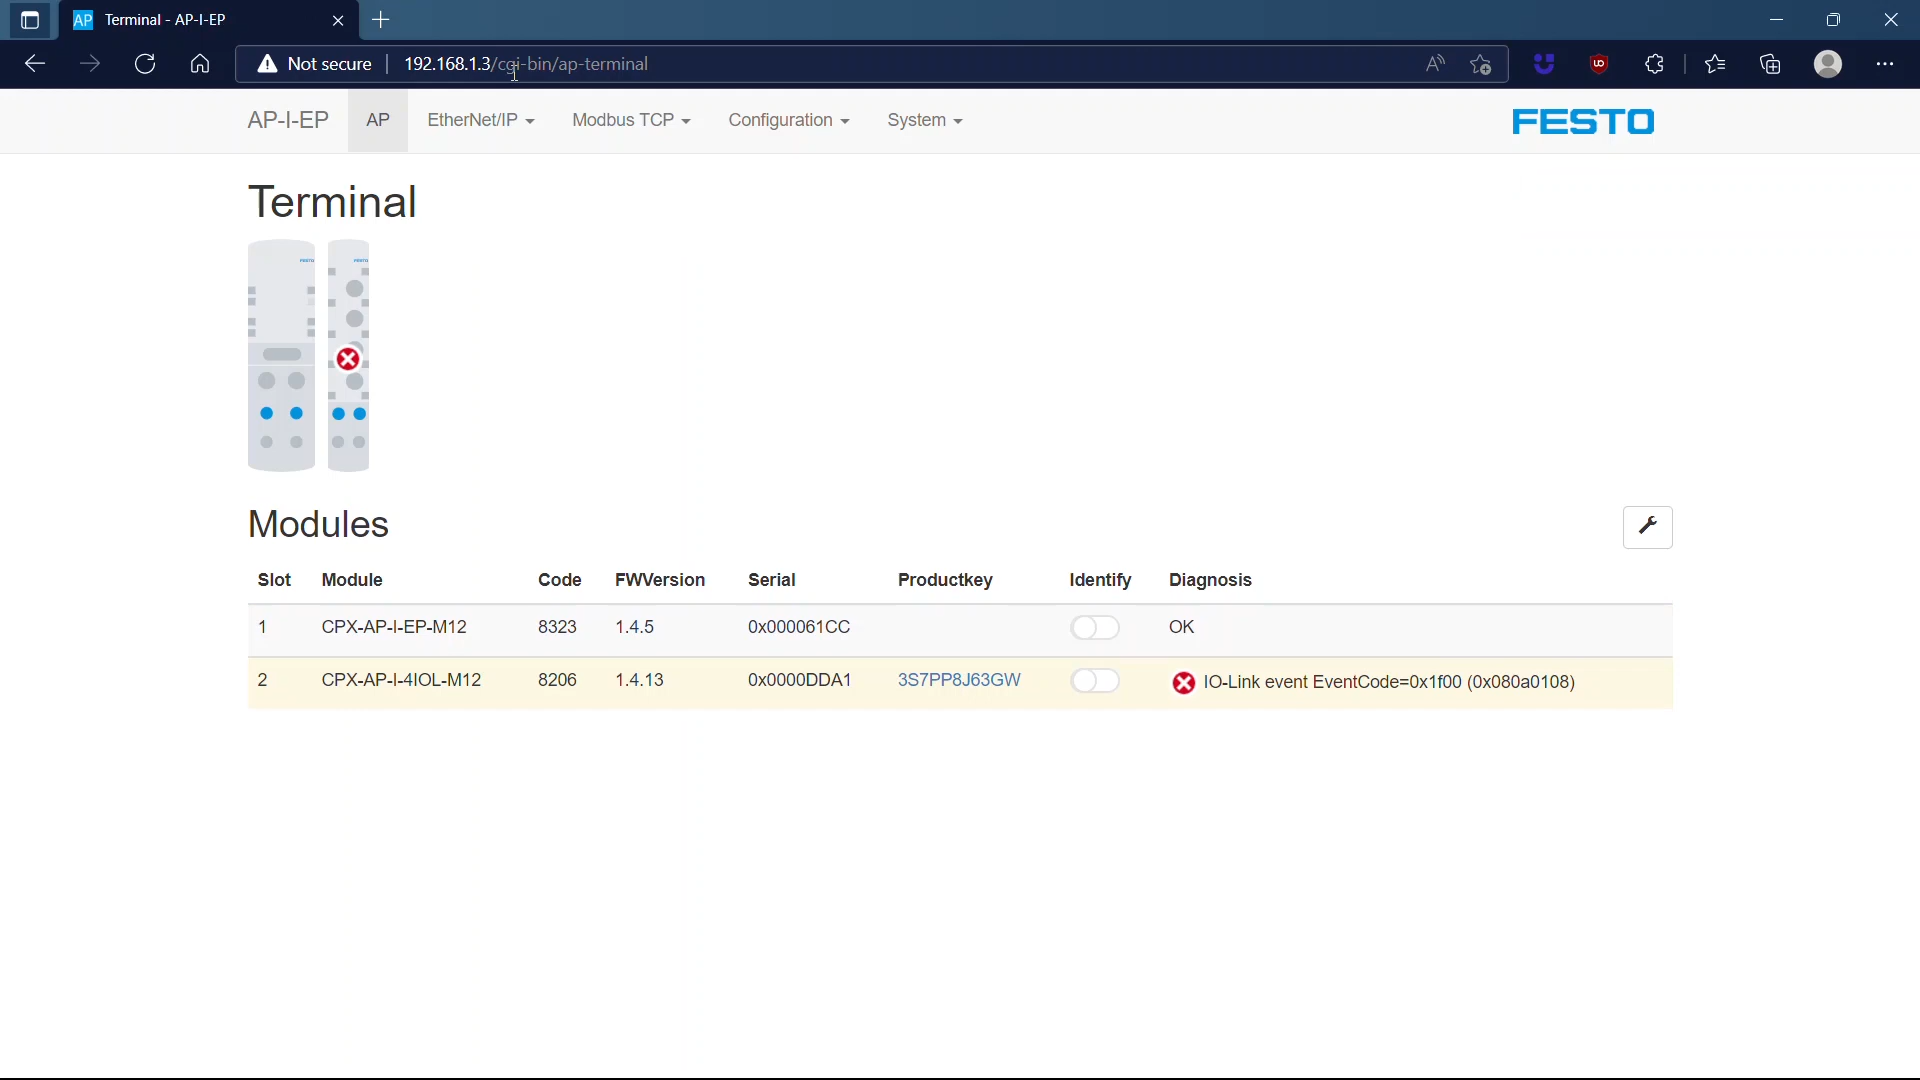 Terminal - AP-I-EP
Not secure 192.168.1.3/cgi-bin/ap-terminal
AP-I-EP AP EtherNet/IP Modbus TCP Configuration System FESTO
Terminal
FESTO FESTO
Modules
Slot Module Code FWVersion Serial Productkey Identify Diagnosis
1 CPX-AP-I-EP-M12 8323 1.4.5 0x000061CC OK
2 CPX-AP-I-4IOL-M12 8206 1.4.13 0x0000DDA1 3S7PP8J63GW IO-Link event EventCode=0x1f00 (0x080a0108)